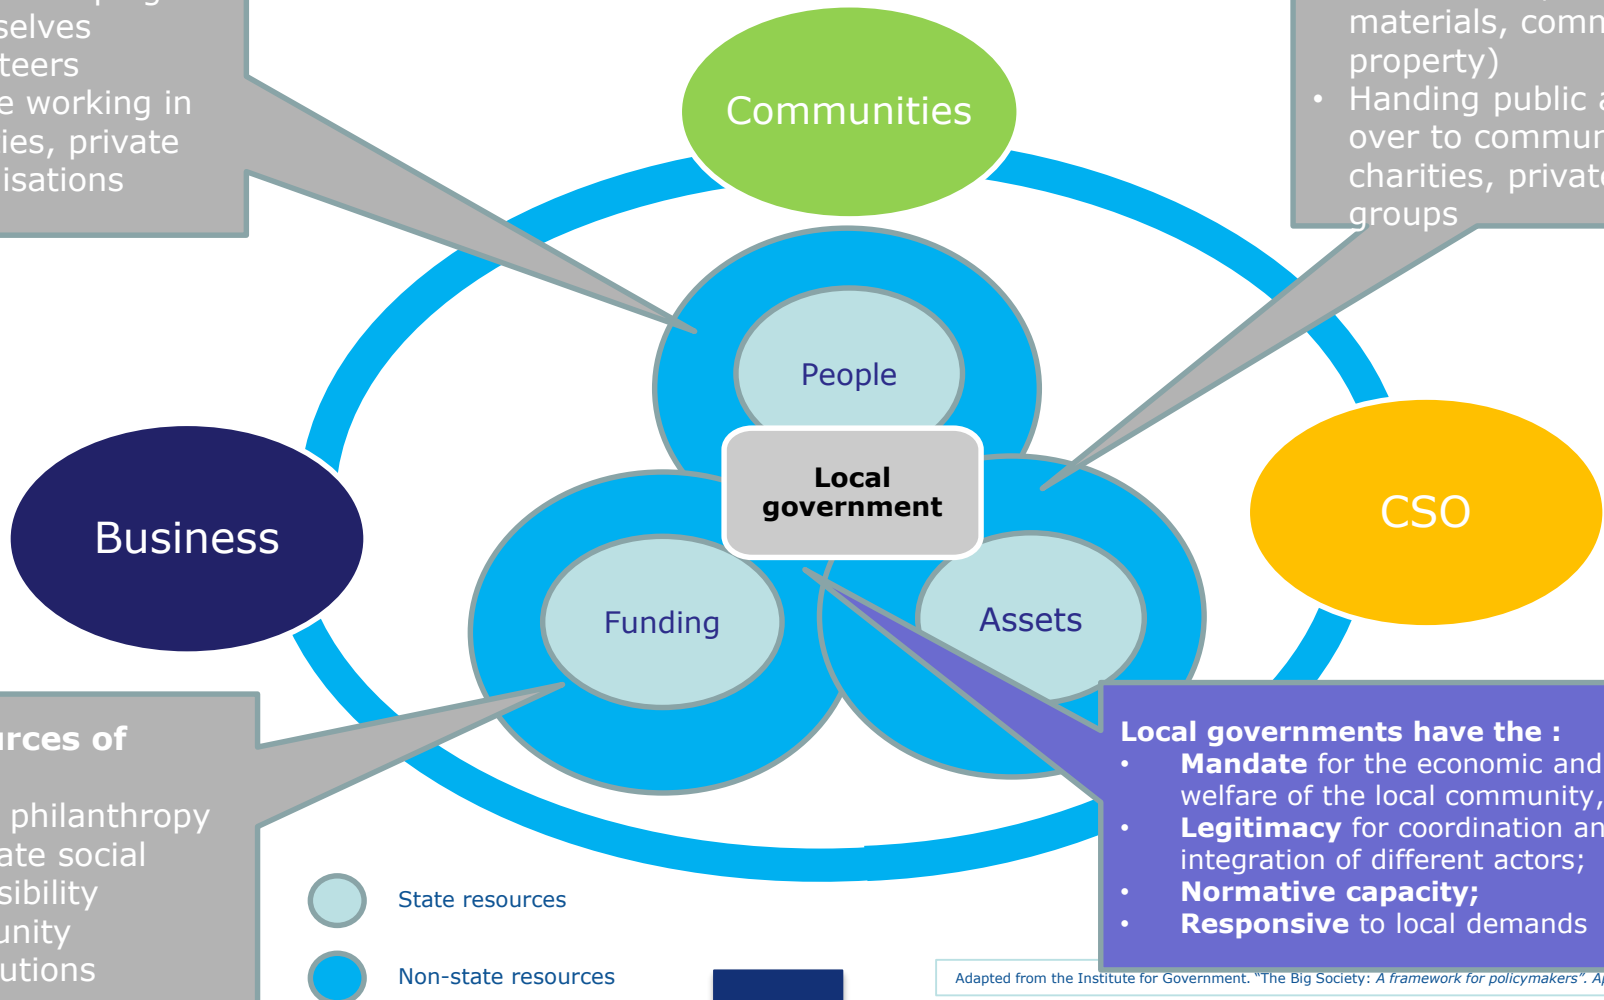 selves
teers
e working in
ies, private
isations
Communities
materials, comm
property)
• Handing public a
over to commun
charities, private
groups
People
Local
government
Business
CSO
Funding
Assets
urces of
philanthropy
ate social
sibility
unity
utions
State resources
Non-state resources
Local governments have the :
• Mandate for the economic and
welfare of the local community,
• Legitimacy for coordination an
integration of different actors;
• Normative capacity;
• Responsive to local demands
Adapted from the Institute for Government. "The Big Society: A framework for policymakers". Ap